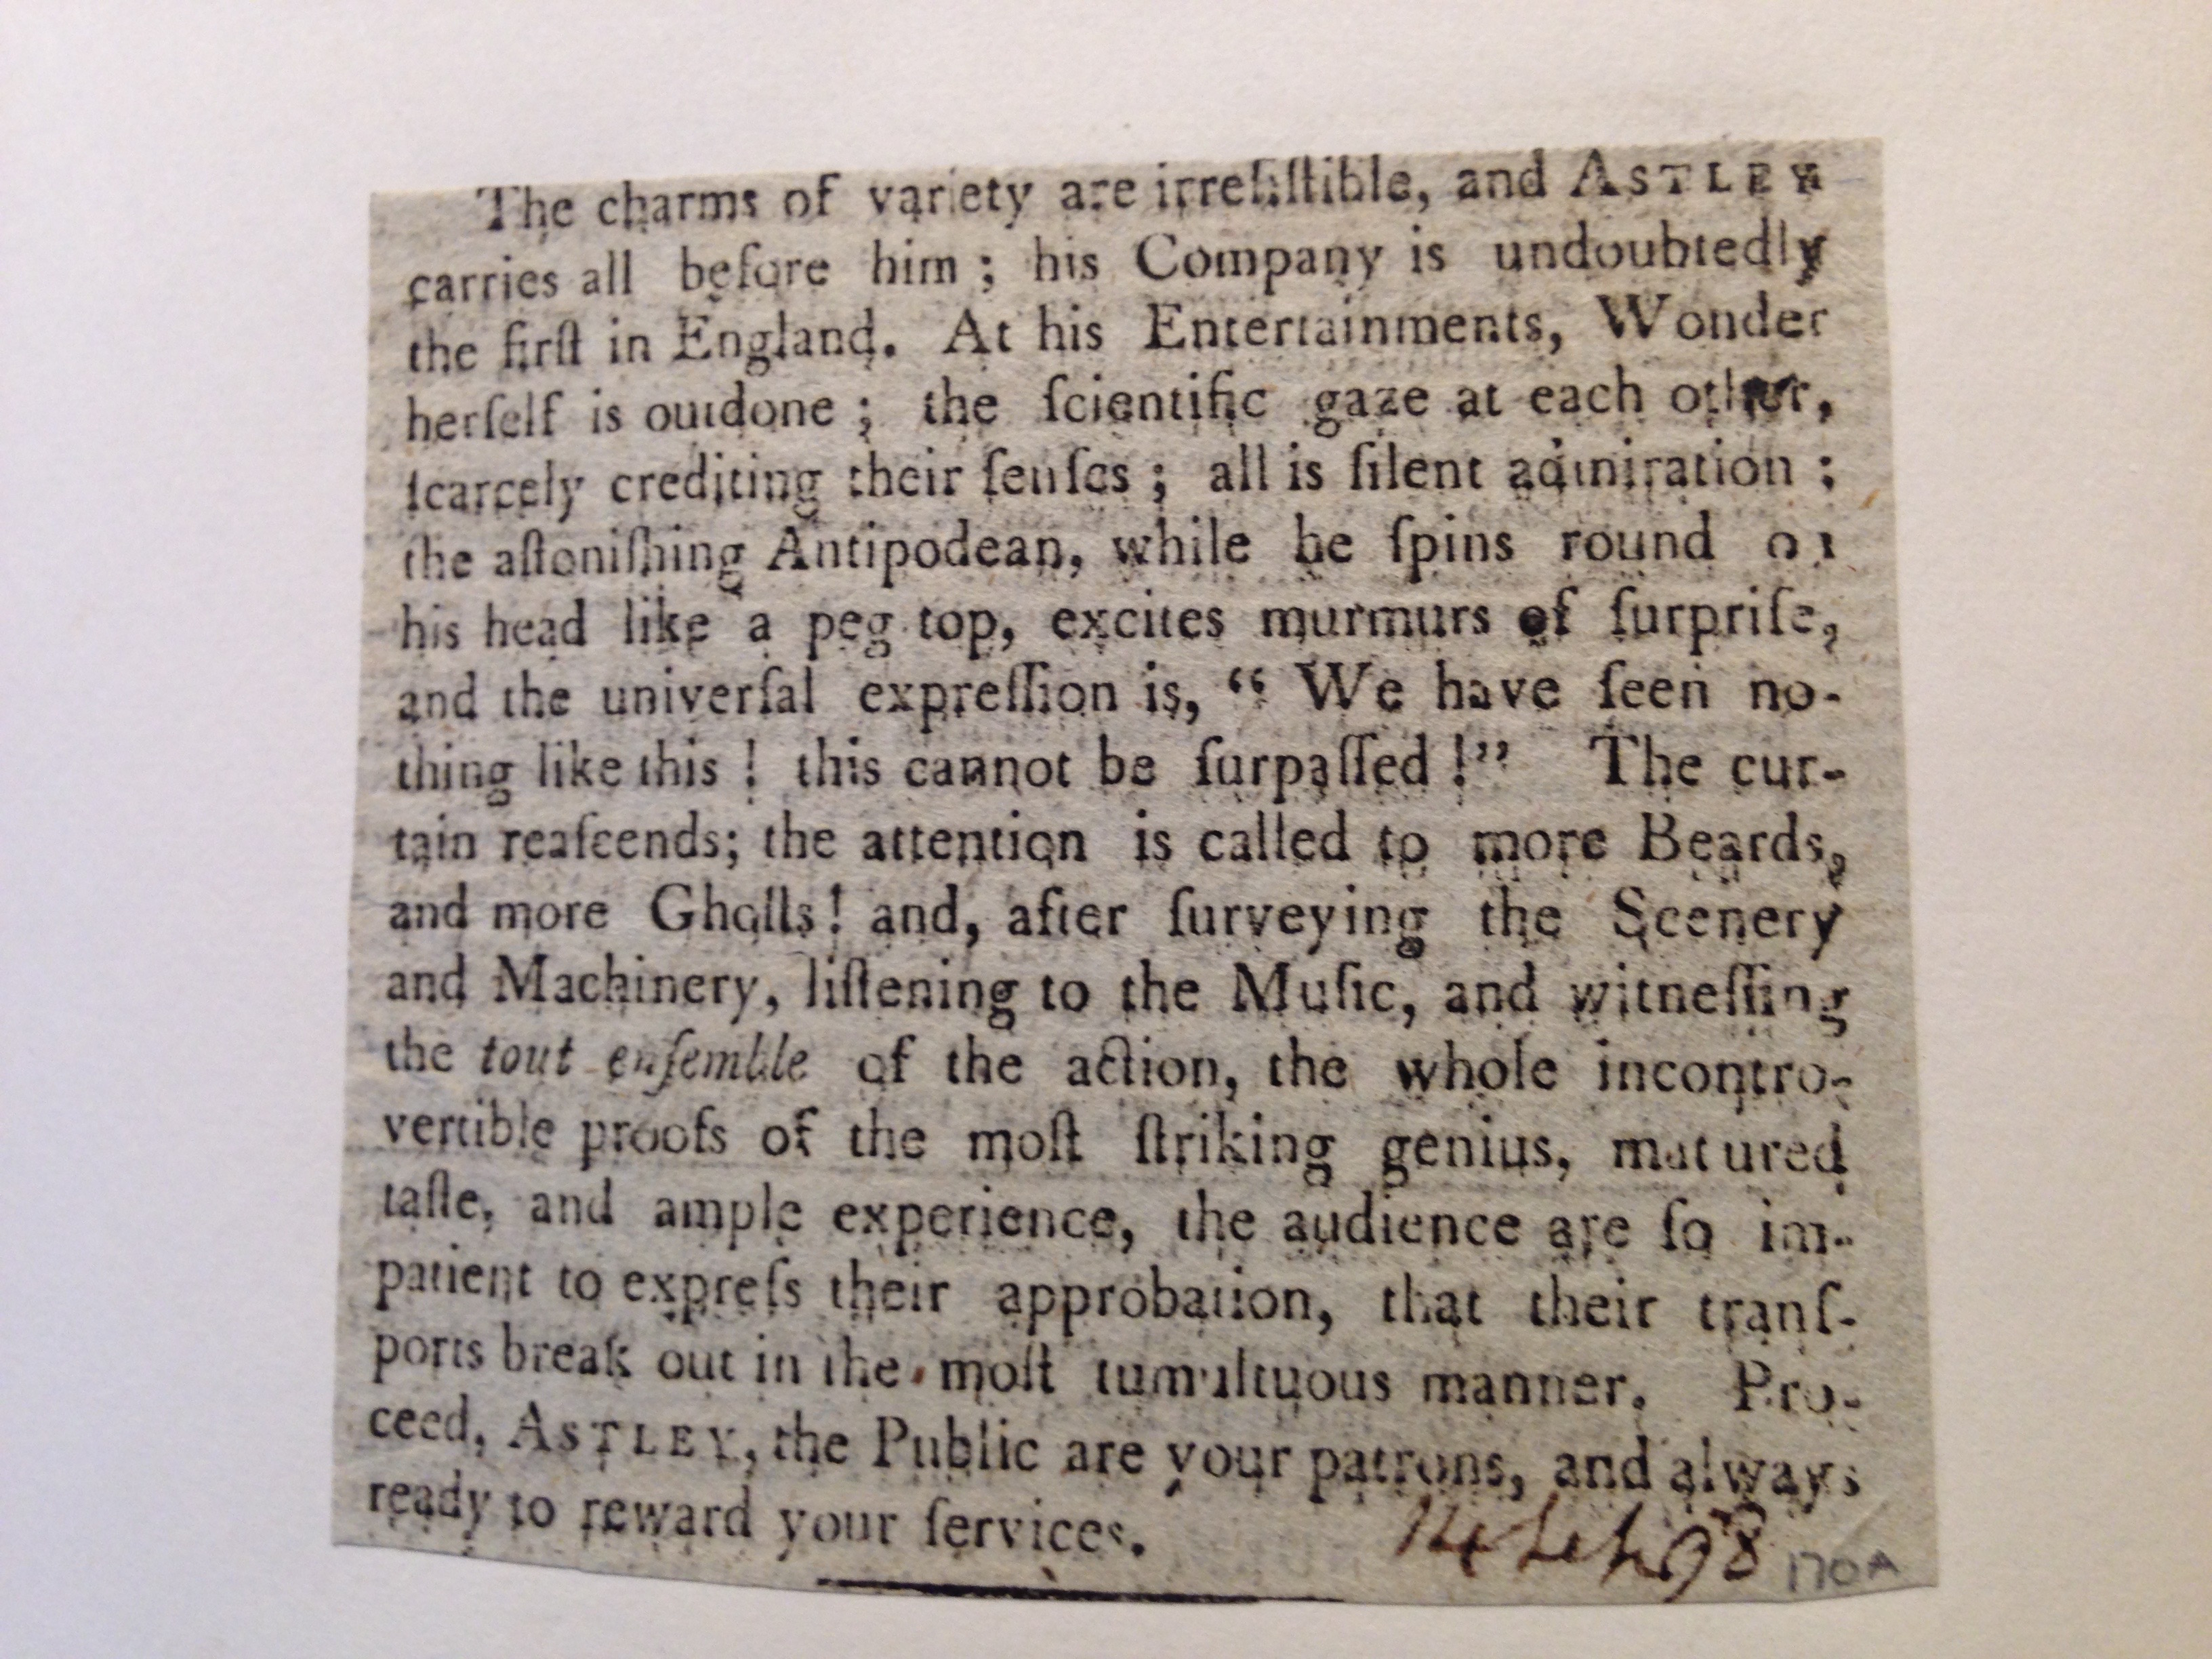 The charms of variety are irreſiſtible, and ASTLEY
carries all before him ; his Company is undoubtedly
the firſt in England. At his Entertainments, Wonder
herſelf is outdone ; the ſcientific gaze at each other,
ſcarcely crediting their ſenſes ; all is ſilent admiration ;
the aſtoniſhing Antipodean, while he ſpins round on
his head like a peg top, excites murmurs of ſurpriſe,
and the univerſal expreſſion is, “ We have ſeen no-
thing like this ! this cannot be ſurpaſſed !” The cur-
tain reaſcends; the attention is called to more Beards,
and more Ghoſts! and, after ſurveying the Scenery
and Machinery, liſtening to the Muſic, and witneſſing
the tout enſemble of the action, the whole incontro-
vertible proofs of the moſt ſtriking genius, matured
taſte, and ample experience, the audience are ſo im-
patient to expreſs their approbation, that their tranſ-
ports break out in the moſt tumultuous manner. Pro-
ceed, ASTLEY, the Public are your patrons, and always
ready to reward your ſervices.
14 98
170A